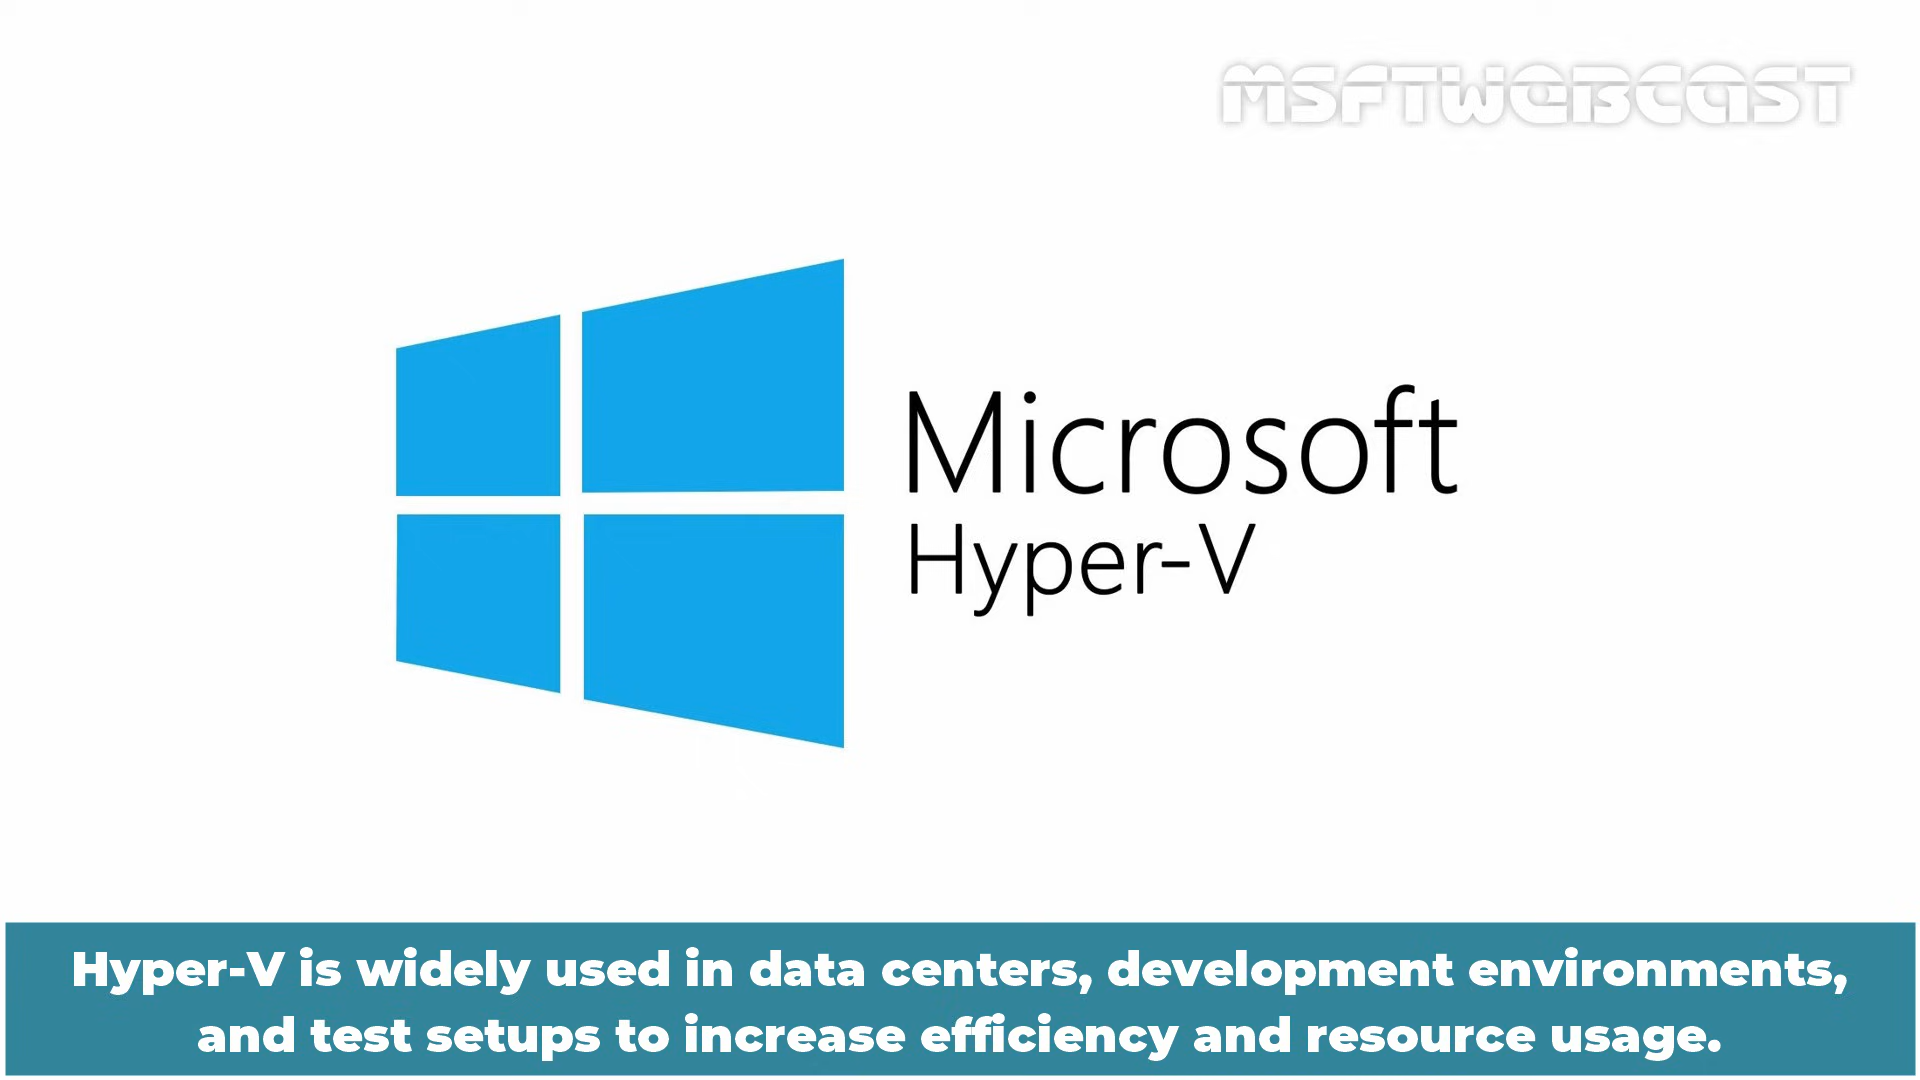 MSFTWEBCAST
Microsoft
Hyper-V
Hyper-V is widely used in data centers, development environments,
and test setups to increase efficiency and resource usage.